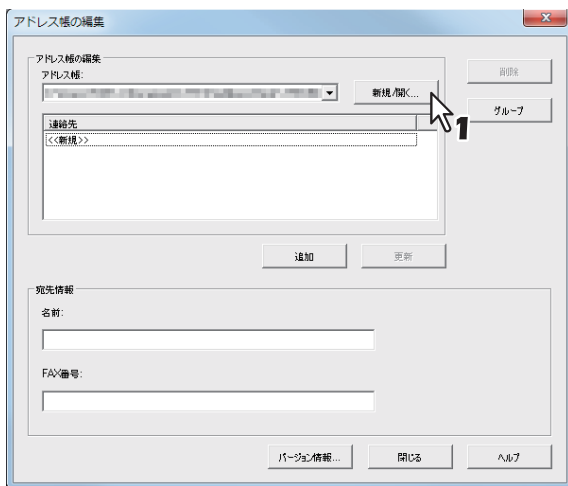 アドレス帳の編集
アドレス帳の編集
アドレス帳:
新規/開く...
削除
グループ
1
連絡先
<<新規>>
追加
更新
宛先情報
名前:
FAX番号:
バージョン情報...
閉じる
ヘルプ